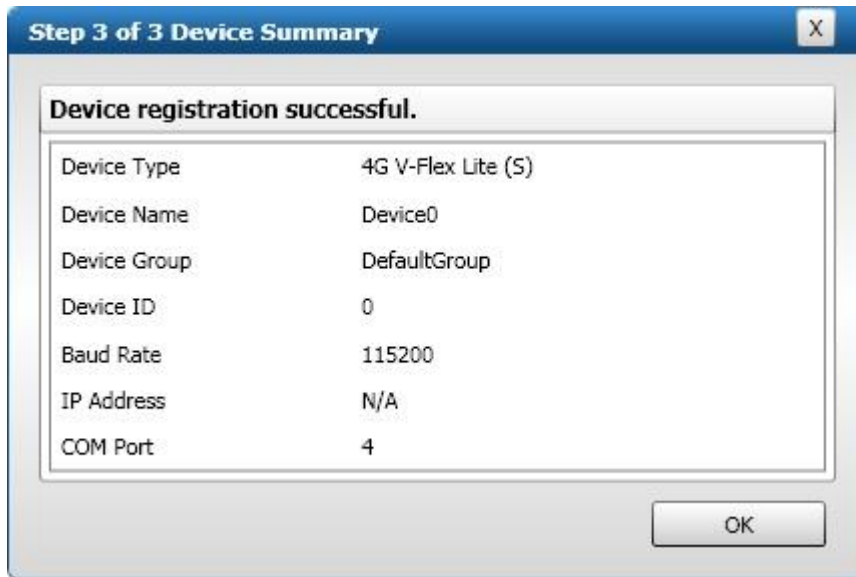 Step 3 of 3 Device Summary
X
Device registration successful.
Device Type 4G V-Flex Lite (S)
Device Name Device0
Device Group DefaultGroup
Device ID 0
Baud Rate 115200
IP Address N/A
COM Port 4
OK